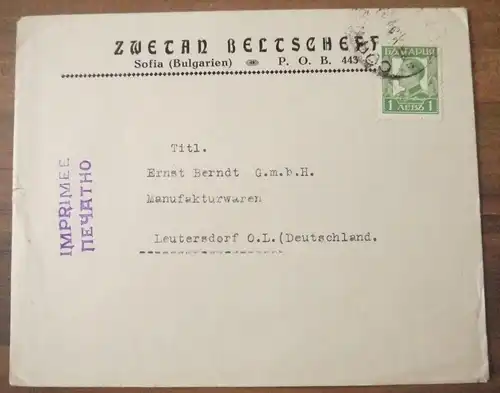 ZWETAN BELTSCHEFF
Sofia (Bulgarien) P. O. B. 443
БЪЛГАРИЯ
1 ЛЕВЪ 1
Titl.
Ernst Berndt G.m.b.H.
Manufakturwaren
Leutersdorf O.L.(Deutschland.
IMPRIMEE
ПЕЧАТНО